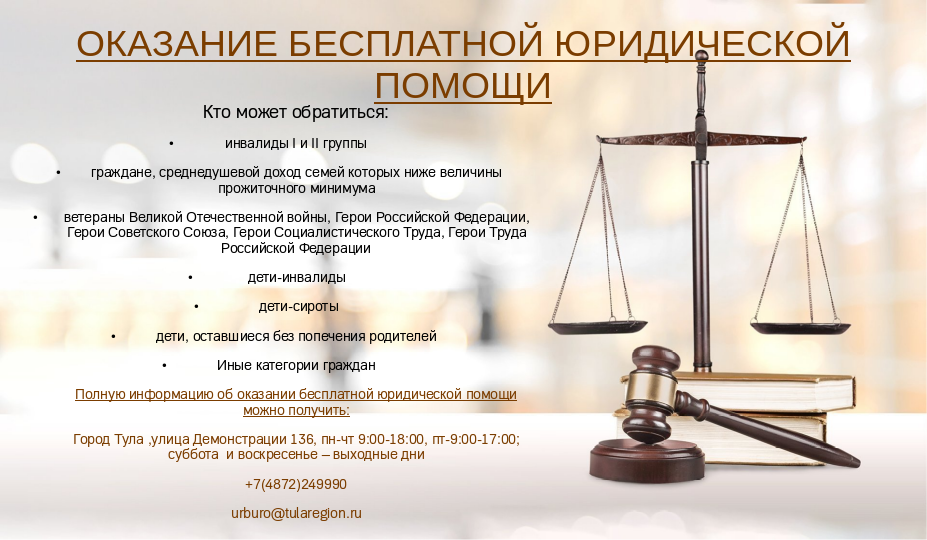 ОКАЗАНИЕ БЕСПЛАТНОЙ ЮРИДИЧЕСКОЙ
ПОМОЩИ
Кто может обратиться:
• инвалиды I и II группы
• граждане, среднедушевой доход семей которых ниже величины
прожиточного минимума
• ветераны Великой Отечественной войны, Герои Российской Федерации,
Герои Советского Союза, Герои Социалистического Труда, Герои Труда
Российской Федерации
• дети-инвалиды
• дети-сироты
• дети, оставшиеся без попечения родителей
• Иные категории граждан
Полную информацию об оказании бесплатной юридической помощи
можно получить:
Город Тула ,улица Демонстрации 136, пн-чт 9:00-18:00, пт-9:00-17:00;
суббота  и воскресенье – выходные дни
+7(4872)249990
urburo@tularegion.ru